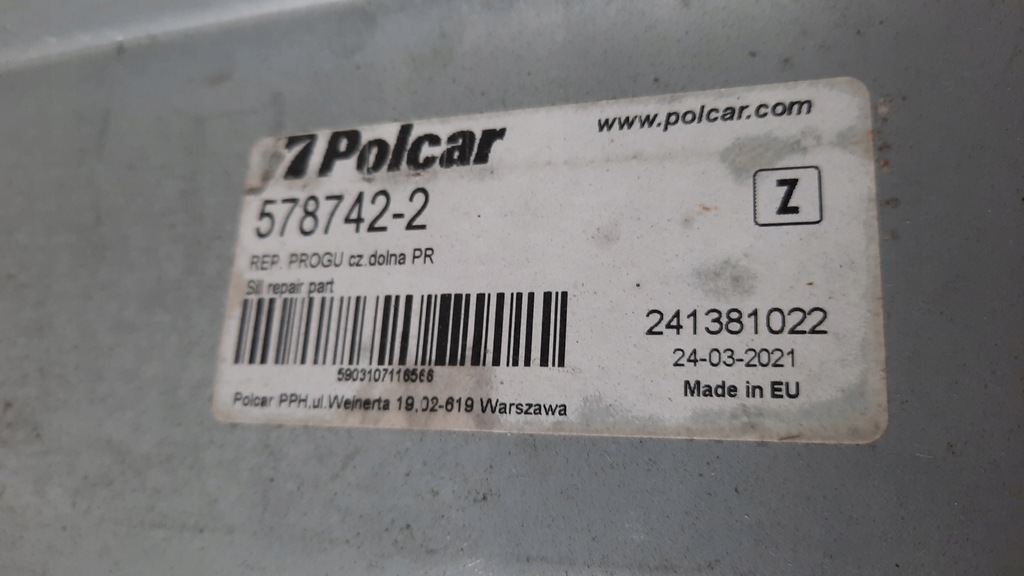 Polcar
www.polcar.com
578742-2
Z
REP. PROGU cz.dolna PR
Sill repair part
5903107116566
241381022
24-03-2021
Made in EU
Polcar PPH,ul.Wejnerta 19,02-619 Warszawa